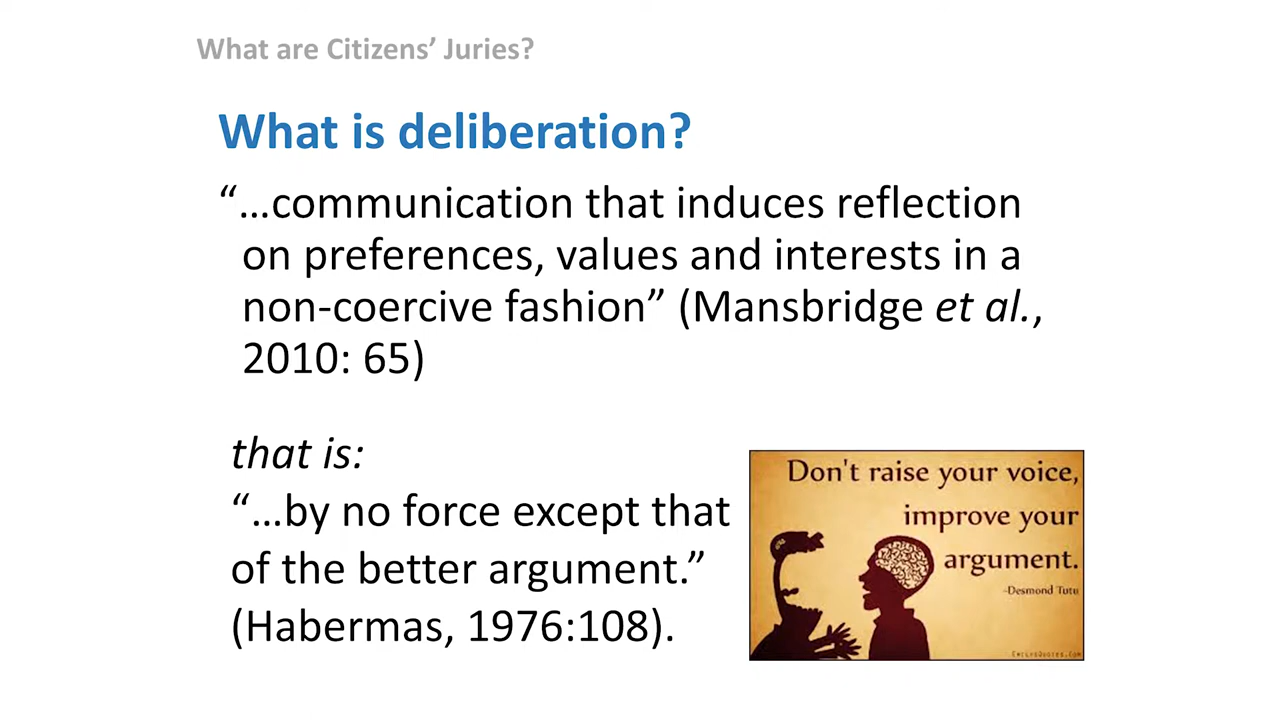 What are Citizens’ Juries?
What is deliberation?
“…communication that induces reflection
on preferences, values and interests in a
non-coercive fashion” (Mansbridge et al.,
2010: 65)
that is:
“…by no force except that
of the better argument.”
(Habermas, 1976:108).
Don't raise your voice,
improve your
argument.
-Desmond Tutu
EmilysQuotes.Com